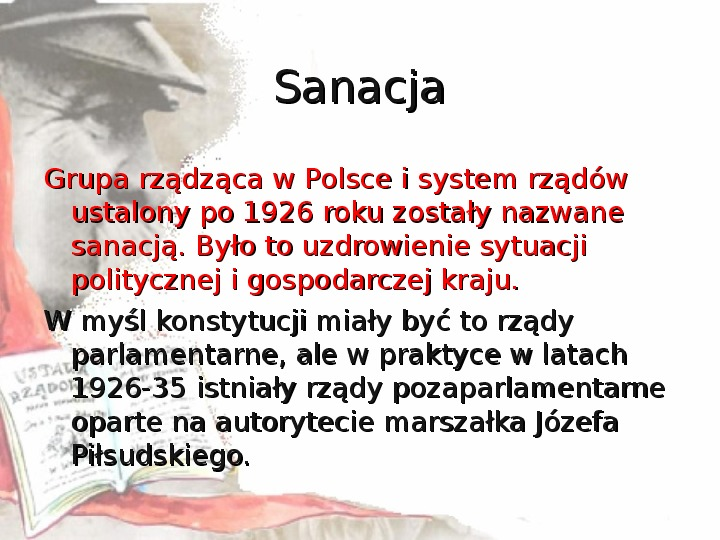 Sanacja
Grupa rządząca w Polsce i system rządów
ustalony po 1926 roku zostały nazwane
sanacją. Było to uzdrowienie sytuacji
politycznej i gospodarczej kraju.
W myśl konstytucji miały być to rządy
parlamentarne, ale w praktyce w latach
1926-35 istniały rządy pozaparlamentarne
oparte na autorytecie marszałka Józefa
Piłsudskiego.
USTAWA
RZĄDOWA